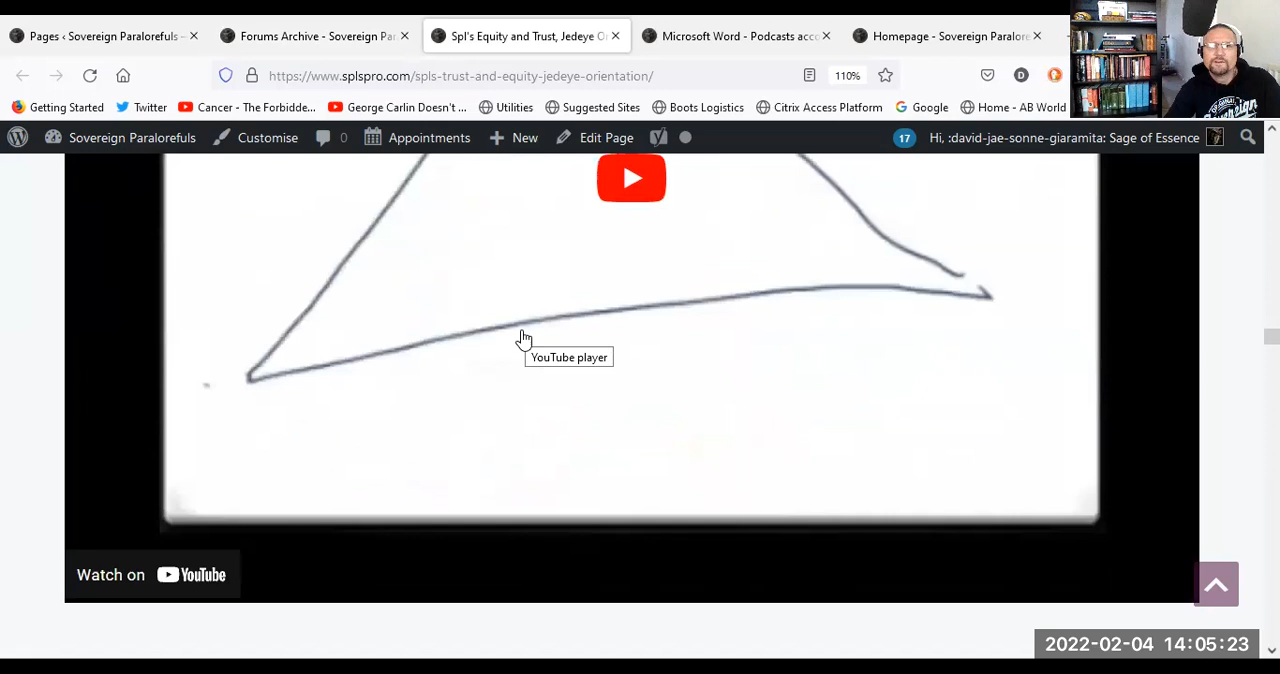 Pages ‹ Sovereign Paralorefuls –
Forums Archive - Sovereign Par
Spl's Equity and Trust, Jedeye Or
Microsoft Word - Podcasts acco
Homepage - Sovereign Paralore
https://www.splspro.com/spls-trust-and-equity-jedeye-orientation/
110%
D
Getting Started
Twitter
Cancer - The Forbidde...
George Carlin Doesn't...
Utilities
Suggested Sites
Boots Logistics
Citrix Access Platform
Google
Home - AB World
Sovereign Paralorefuls
Customise
0
Appointments
New
Edit Page
17
Hi, :david-jae-sonne-giaramita: Sage of Essence
YouTube player
Watch on YouTube
2022-02-04 14:05:23